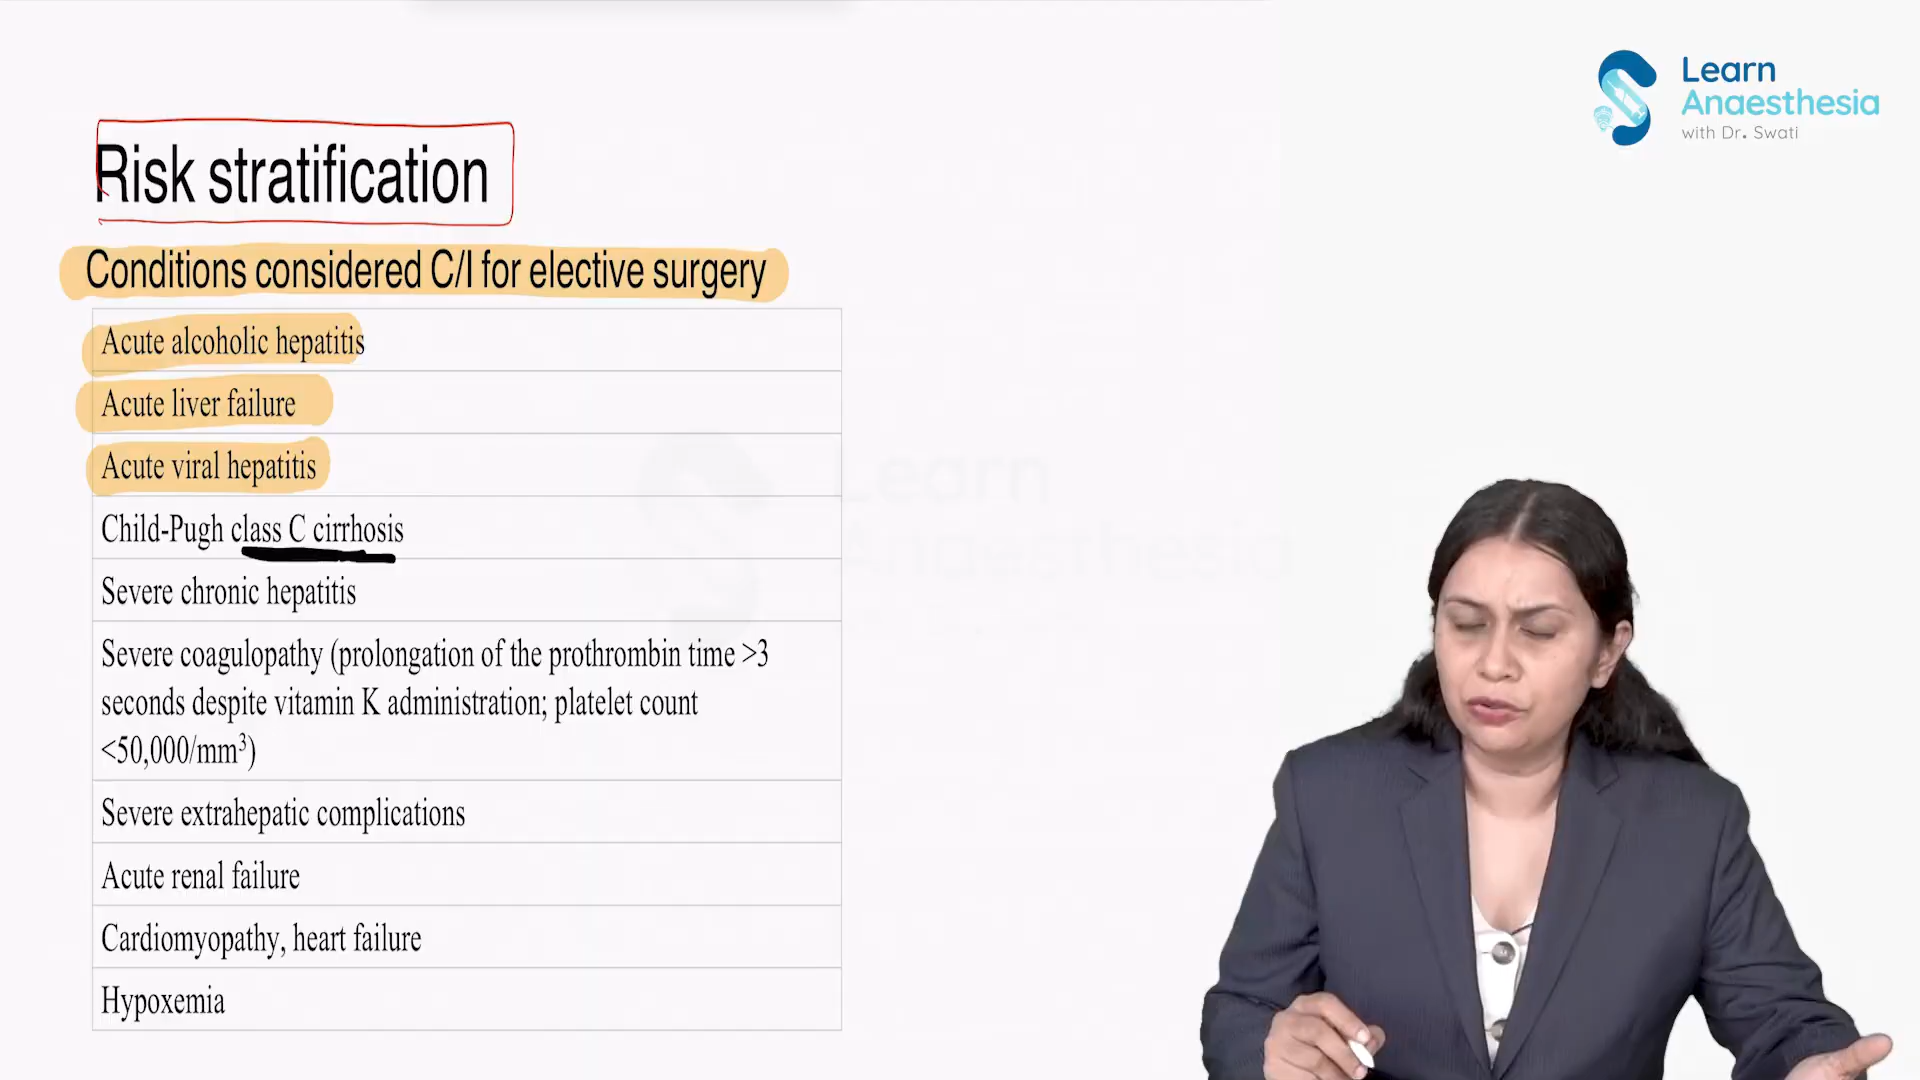 Learn
Anaesthesia
with Dr. Swati
Risk stratification
Conditions considered C/I for elective surgery
Acute alcoholic hepatitis
Acute liver failure
Acute viral hepatitis
Child-Pugh class C cirrhosis
Severe chronic hepatitis
Severe coagulopathy (prolongation of the prothrombin time >3
seconds despite vitamin K administration; platelet count
<50,000/mm³)
Severe extrahepatic complications
Acute renal failure
Cardiomyopathy, heart failure
Hypoxemia
Learn
Anaesthesia